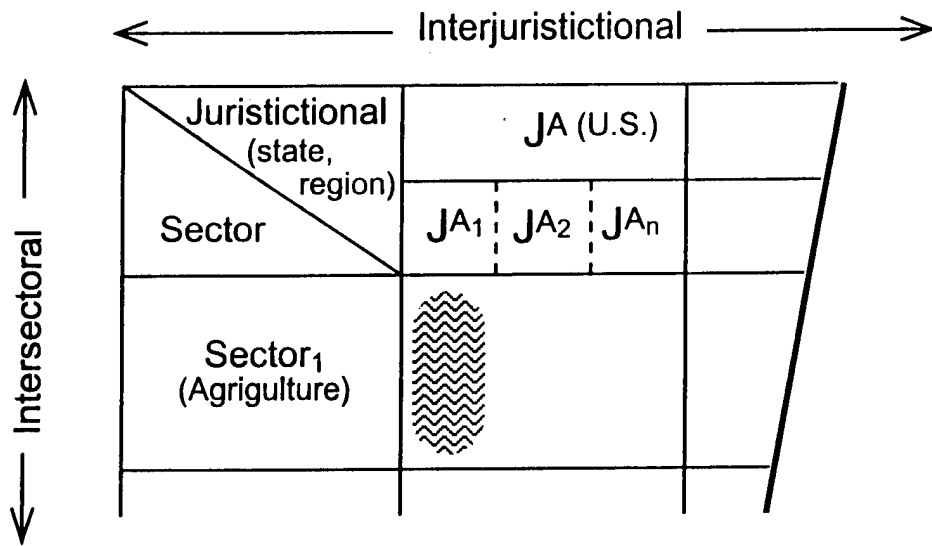 Interjuristictional
Juristictional
(state,
region)
Sector
JA (U.S.)
JA1 JA2 JAn
Intersectoral
Sector1
(Agrigulture)